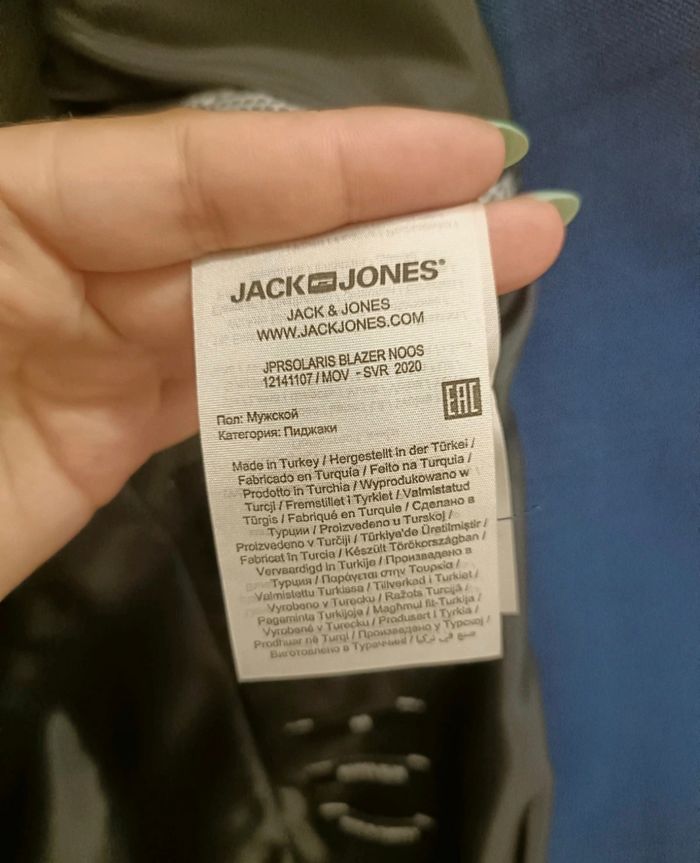 JACK JONES®
JACK & JONES
WWW.JACKJONES.COM
JPRSOLARIS BLAZER NOOS
12141107 / MOV - SVR 2020
EAC
Пол: Мужской
Категория: Пиджаки
Made in Turkey / Hergestellt in der Türkei /
Fabricado en Turquía / Feito na Turquia /
Prodotto in Turchia / Wyprodukowano w
Turcji / Fremstillet i Tyrkiet / Valmistatud
Türgis / Fabriqué en Turquie / Сделано в
Турции / Proizvedeno u Turskoj /
Proizvedeno v Turčiji / Türkiye'de Üretilmiştir /
Fabricat în Turcia / Készült Törökországban /
Vervaardigd in Turkije / Произведено в
Турция / Παράγεται στην Τουρκία /
Valmistettu Turkissa / Tillverkad i Turkiet /
Vyrobeno v Turecku / Ražots Turcijā /
Pagaminta Turkijoje / Magħmul fit-Turkija /
Vyrobené v Turecku / Produsert i Tyrkia /
Prodhuar në Turqi / Произведено у Турској /
Виготовлено в Туреччині / صنع في تركيا /